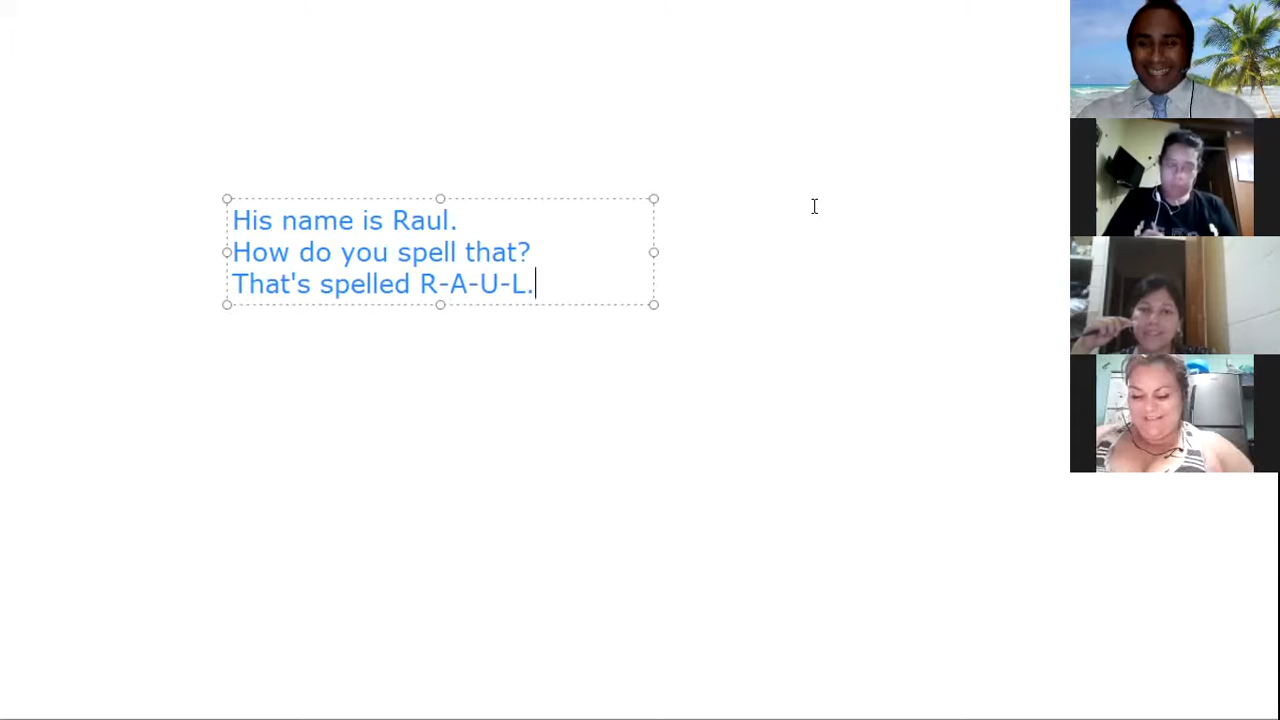 His name is Raul.
How do you spell that?
That's spelled R-A-U-L.